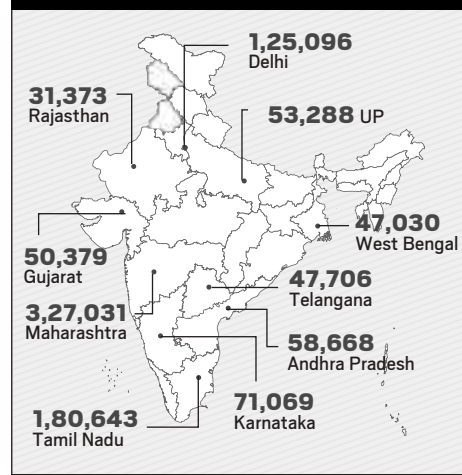 1,25,096
Delhi
31,373
Rajasthan
53,288 UP
47,030
West Bengal
50,379
Gujarat
47,706
Telangana
3,27,031
Maharashtra
58,668
Andhra Pradesh
71,069
Karnataka
1,80,643
Tamil Nadu